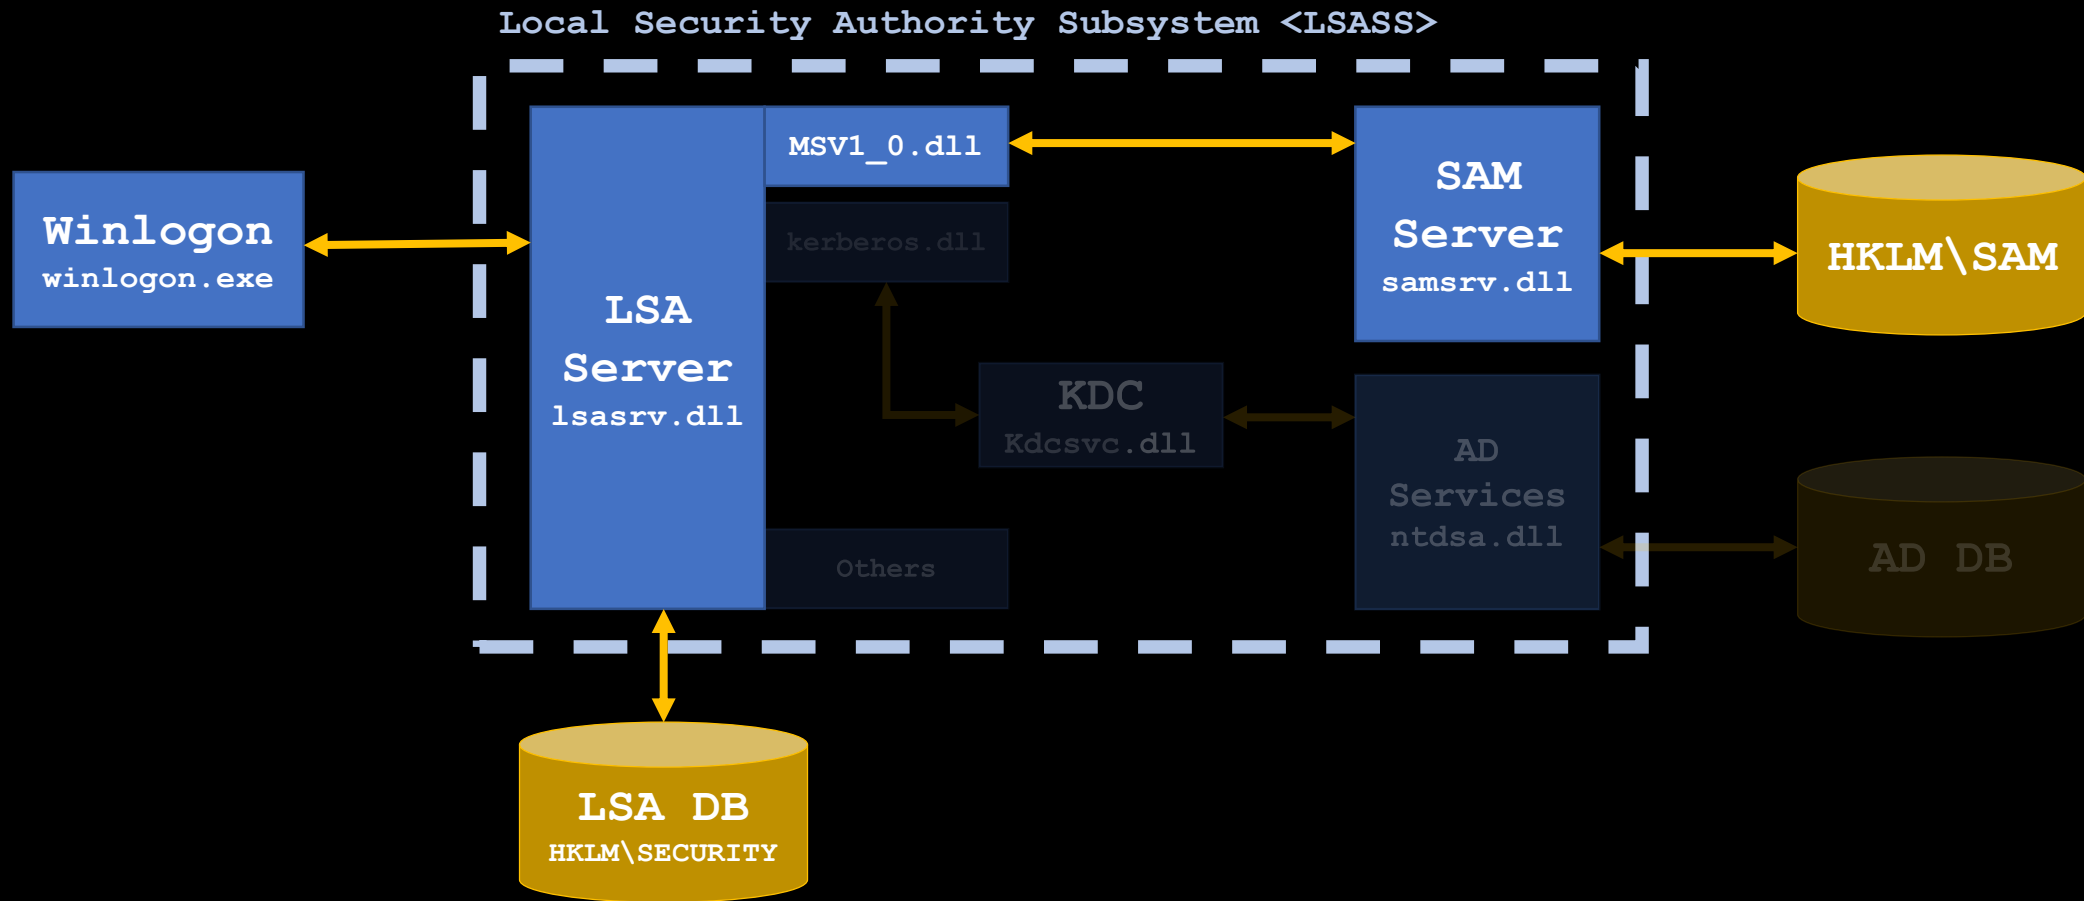 Local Security Authority Subsystem <LSASS>
Winlogon
winlogon.exe
LSA
Server
lsasrv.dll
MSV1_0.dll
kerberos.dll
KDC
Kdcsvc.dll
Others
SAM
Server
samsrv.dll
AD
Services
ntdsa.dll
HKLM\SAM
AD DB
LSA DB
HKLM\SECURITY